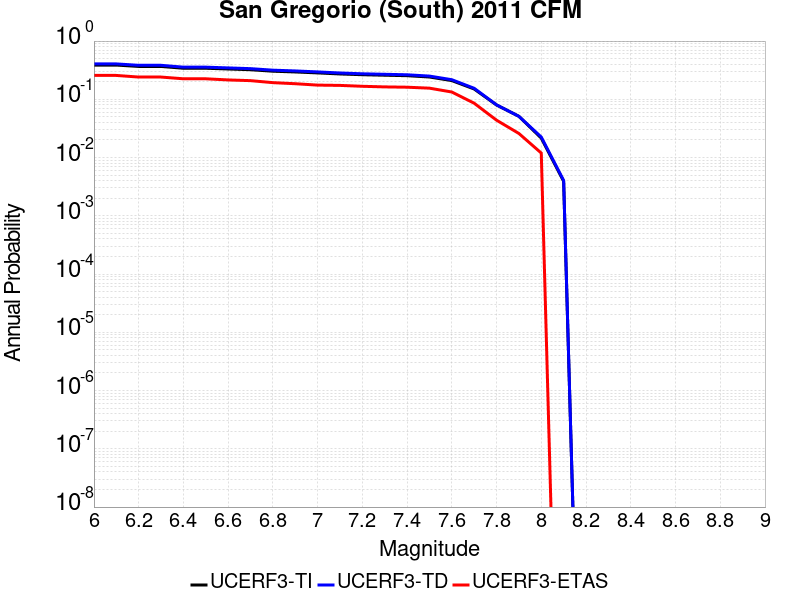 San Gregorio (South) 2011 CFM
Annual Probability
10^0
10^-1
10^-2
10^-3
10^-4
10^-5
10^-6
10^-7
10^-8
6 6.2 6.4 6.6 6.8 7 7.2 7.4 7.6 7.8 8 8.2 8.4 8.6 8.8 9
Magnitude
UCERF3-TI UCERF3-TD UCERF3-ETAS